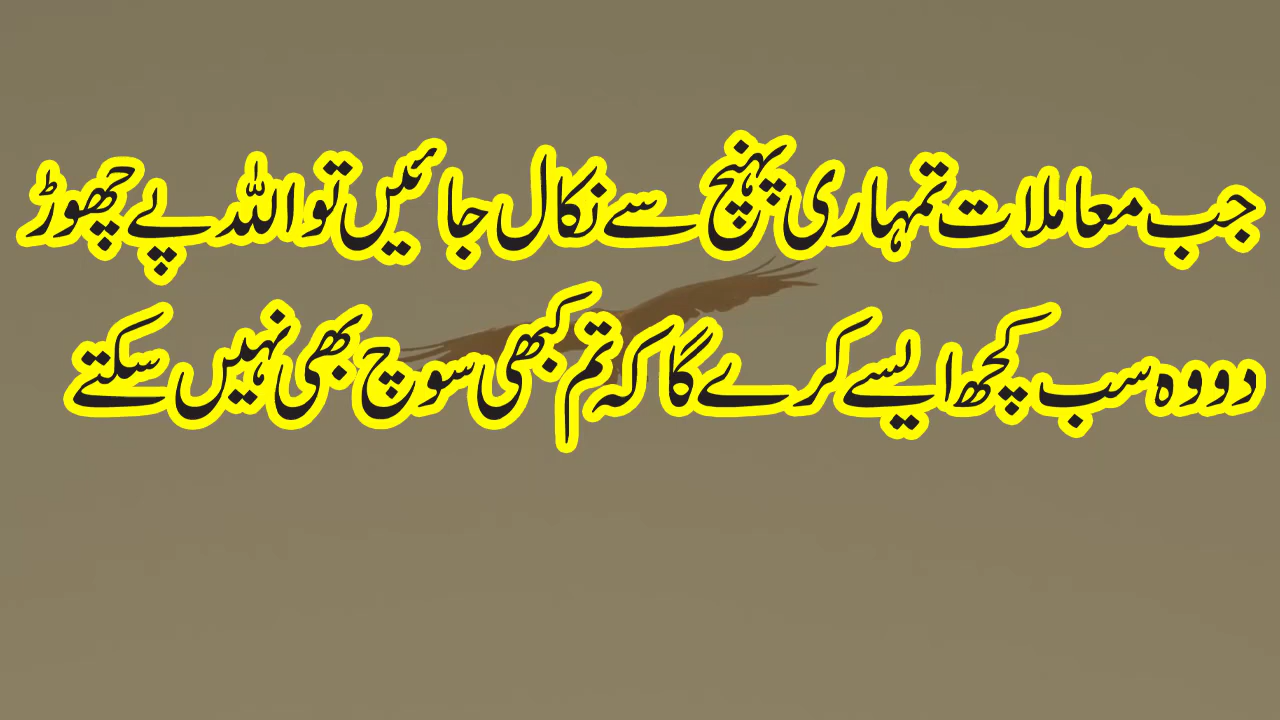 جب معاملات تمہاری پہنچ سے نکال جائیں تو اللہ پے چھوڑ
دو وہ سب کچھ ایسے کرے گا کہ تم کبھی سوچ بھی نہیں سکتے